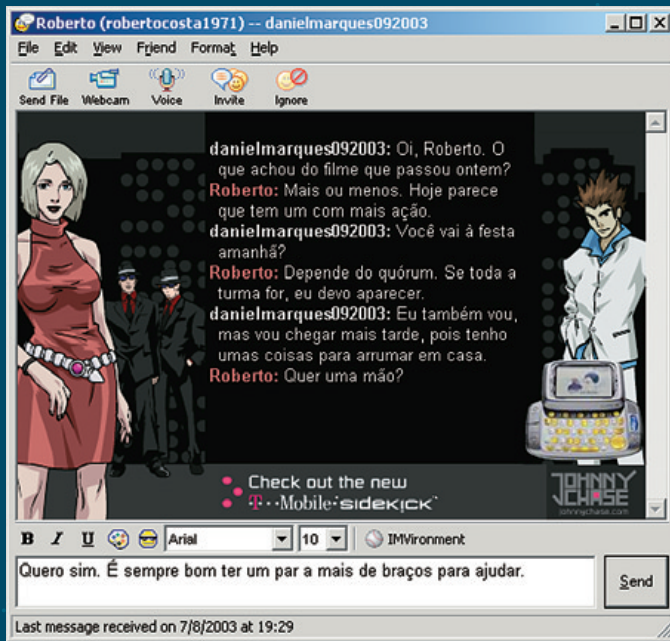 Roberto (robertocosta1971) -- danielmarques092003
File Edit View Friend Format Help
Send File Webcam Voice Invite Ignore
danielmarques092003: Oi, Roberto. O
que achou do filme que passou ontem?
Roberto: Mais ou menos. Hoje parece
que tem um com mais ação.
danielmarques092003: Você vai à festa
amanhã?
Roberto: Depende do quórum. Se toda a
turma for, eu devo aparecer.
danielmarques092003: Eu também vou,
mas vou chegar mais tarde, pois tenho
umas coisas para arrumar em casa.
Roberto: Quer uma mão?
Check out the new
T··Mobile·sidekick
JOHNNY
CHASE
johnnychase.com
B I U Arial 10 IMVironment
Quero sim. É sempre bom ter um par a mais de braços para ajudar.
Send
Last message received on 7/8/2003 at 19:29